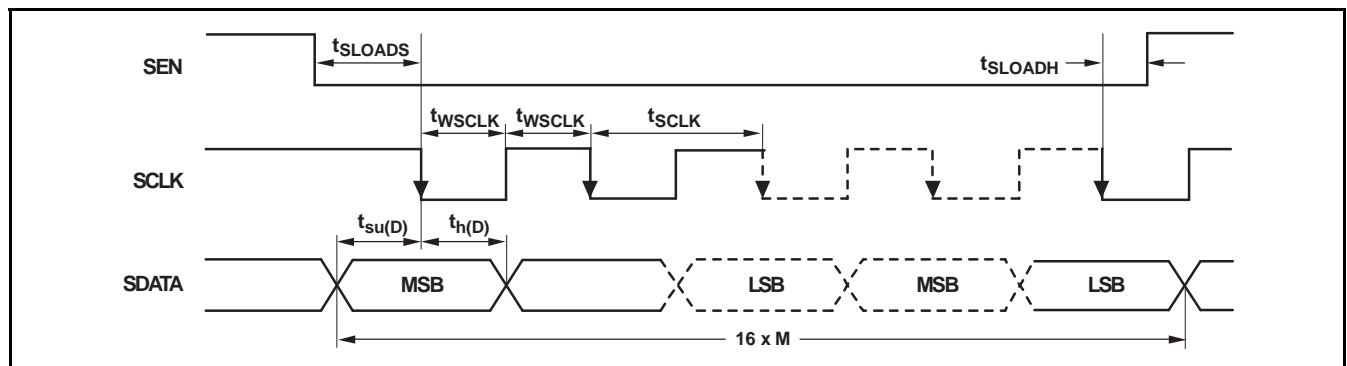 SEN
tSLOADS
tSLOADH
tWSCLK
tWSCLK
tSCLK
SCLK
tsu(D)
th(D)
SDATA
MSB
LSB
MSB
LSB
16 x M